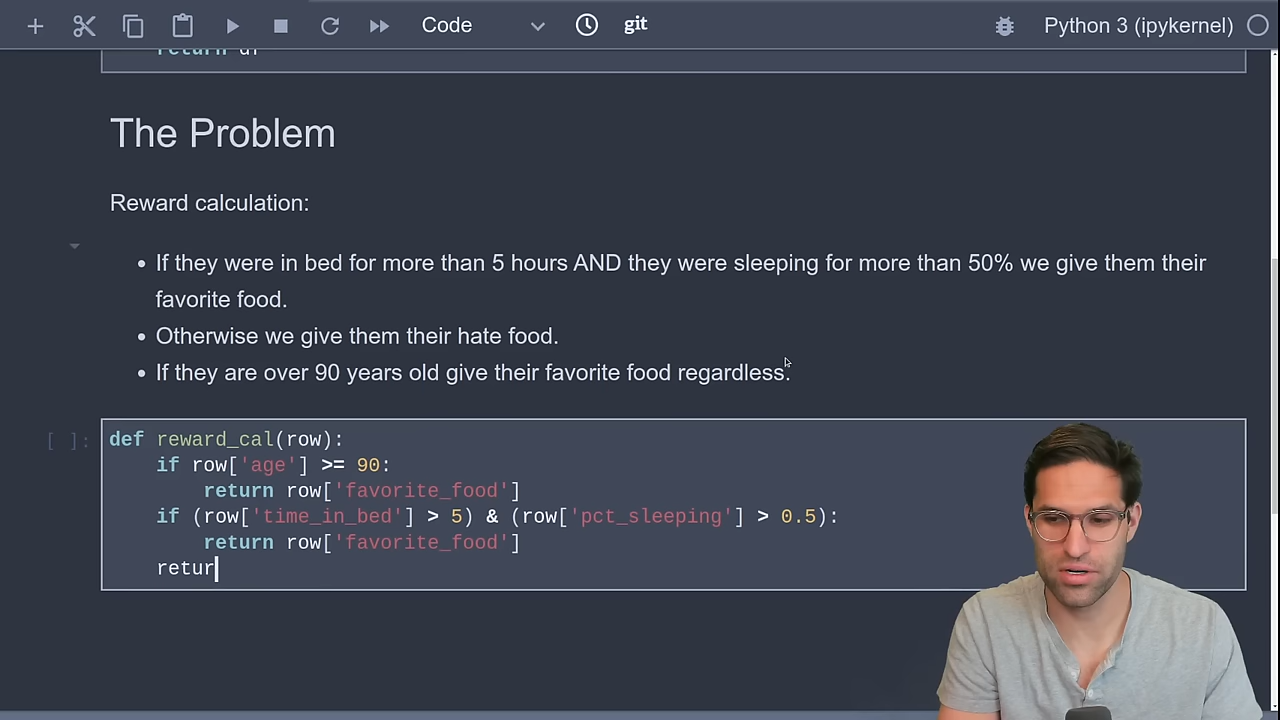 Code git Python 3 (ipykernel)
return df
The Problem
Reward calculation:
• If they were in bed for more than 5 hours AND they were sleeping for more than 50% we give them their
favorite food.
• Otherwise we give them their hate food.
• If they are over 90 years old give their favorite food regardless.
[ ]: def reward_cal(row):
    if row['age'] >= 90:
        return row['favorite_food']
    if (row['time_in_bed'] > 5) & (row['pct_sleeping'] > 0.5):
        return row['favorite_food']
    retur